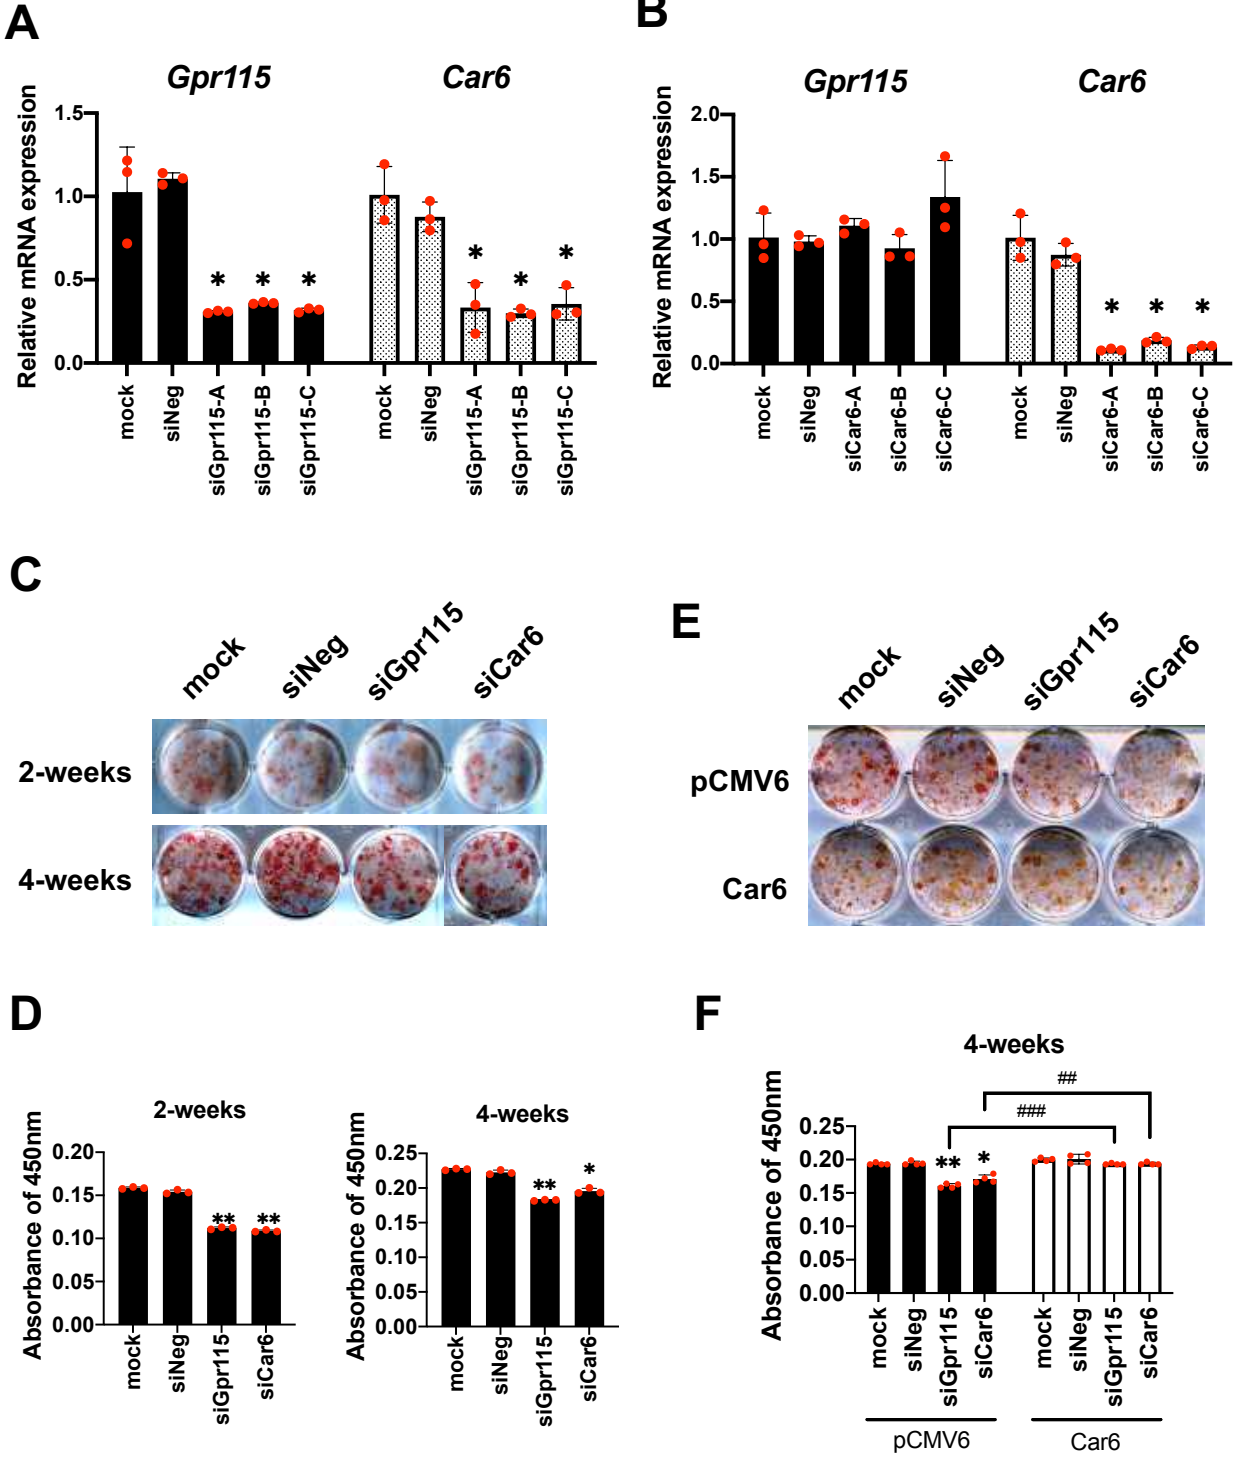 A
Gpr115
Car6
Relative mRNA expression
1.5
1.0
0.5
0.0
* * * * * *
mock
siNeg
siGpr115-A
siGpr115-B
siGpr115-C
mock
siNeg
siGpr115-A
siGpr115-B
siGpr115-C
B
Gpr115
Car6
Relative mRNA expression
2.0
1.5
1.0
0.5
0.0
* * *
mock
siNeg
siCar6-A
siCar6-B
siCar6-C
mock
siNeg
siCar6-A
siCar6-B
siCar6-C
C
mock
siNeg
siGpr115
siCar6
2-weeks
4-weeks
E
mock
siNeg
siGpr115
siCar6
pCMV6
Car6
D
2-weeks
Absorbance of 450nm
0.20
0.15
0.10
0.05
0.00
** **
mock
siNeg
siGpr115
siCar6
4-weeks
Absorbance of 450nm
0.25
0.20
0.15
0.10
0.05
0.00
** *
mock
siNeg
siGpr115
siCar6
F
4-weeks
##
###
Absorbance of 450nm
0.25
0.20
0.15
0.10
0.05
0.00
** *
mock
siNeg
siGpr115
siCar6
mock
siNeg
siGpr115
siCar6
pCMV6
Car6